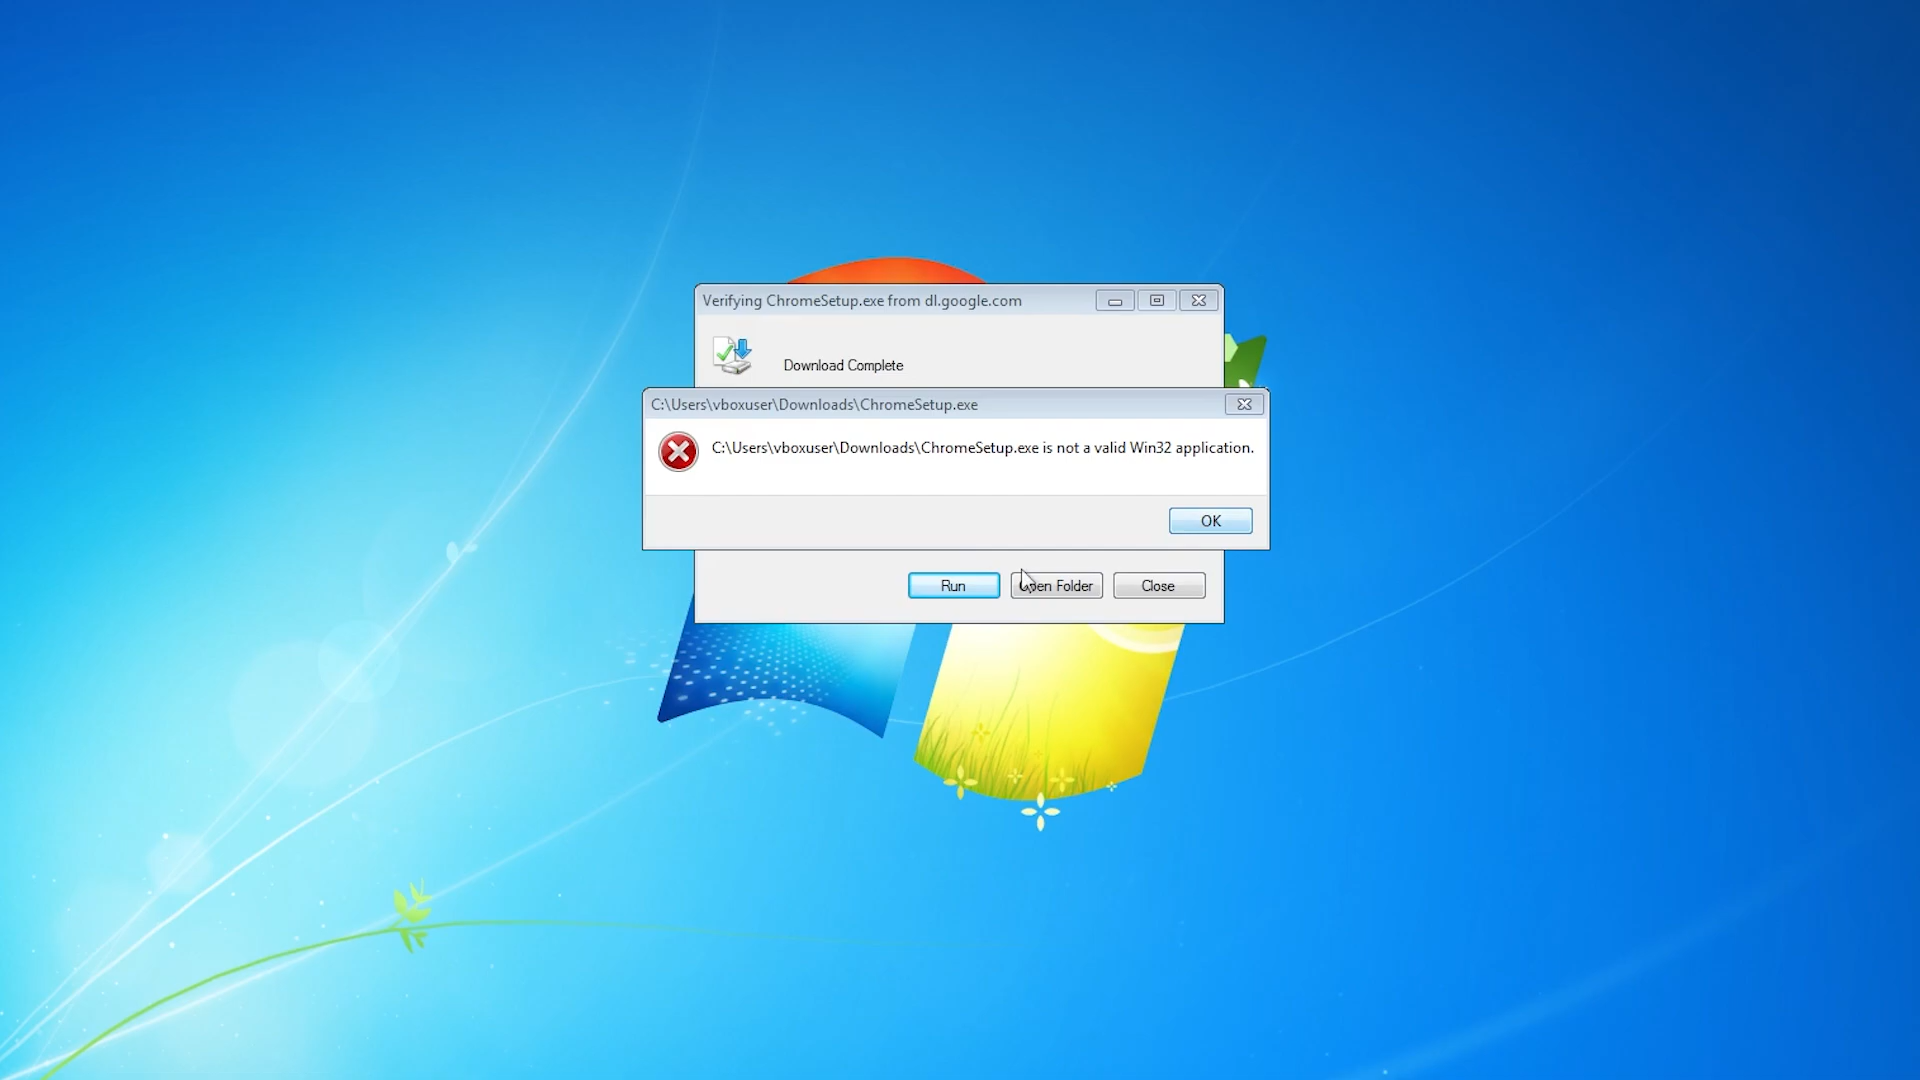 Verifying ChromeSetup.exe from dl.google.com
Download Complete
C:\Users\vboxuser\Downloads\ChromeSetup.exe
C:\Users\vboxuser\Downloads\ChromeSetup.exe is not a valid Win32 application.
OK
Run
Open Folder
Close